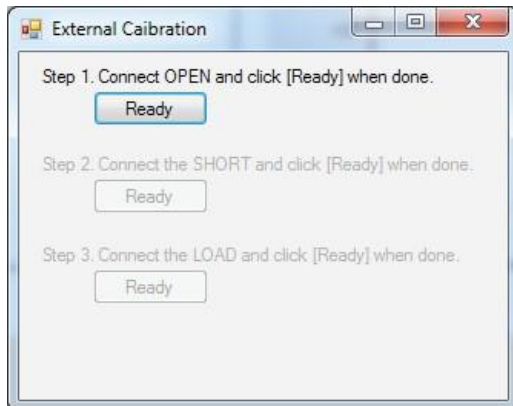 External Caibration
Step 1. Connect OPEN and click [Ready] when done.
Ready
Step 2. Connect the SHORT and click [Ready] when done.
Ready
Step 3. Connect the LOAD and click [Ready] when done.
Ready